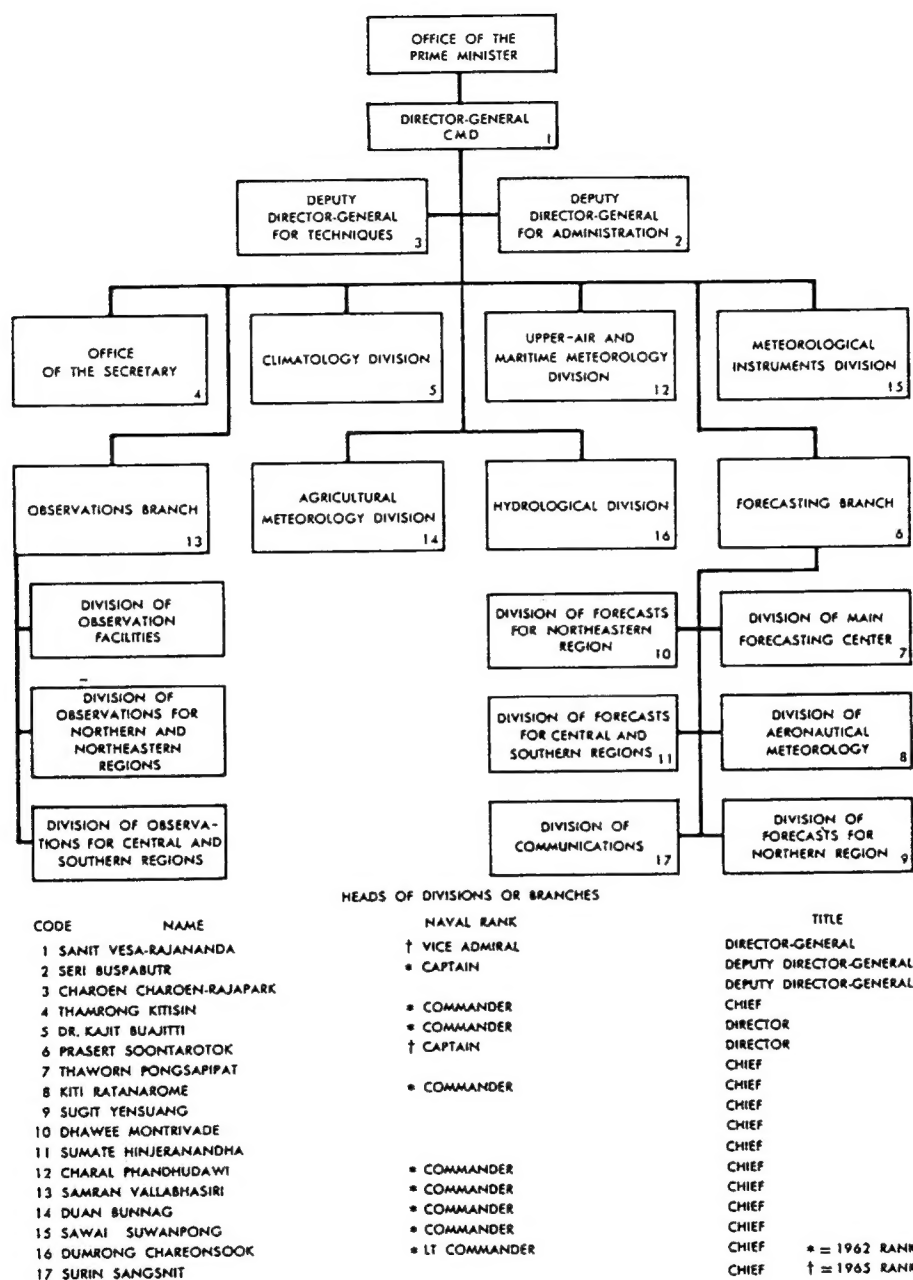 OFFICE OF THE
PRIME MINISTER
DIRECTOR-GENERAL
CMD
1
DEPUTY
DIRECTOR-GENERAL
FOR TECHNIQUES
3
DEPUTY
DIRECTOR-GENERAL
FOR ADMINISTRATION
2
OFFICE
OF THE SECRETARY
4
CLIMATOLOGY DIVISION
5
UPPER-AIR AND
MARITIME METEOROLOGY
DIVISION
12
METEOROLOGICAL
INSTRUMENTS DIVISION
15
OBSERVATIONS BRANCH
13
AGRICULTURAL
METEOROLOGY DIVISION
14
HYDROLOGICAL DIVISION
16
FORECASTING BRANCH
6
DIVISION OF
OBSERVATION
FACILITIES
DIVISION OF
OBSERVATIONS FOR
NORTHERN AND
NORTHEASTERN
REGIONS
DIVISION OF OBSERVA-
TIONS FOR CENTRAL AND
SOUTHERN REGIONS
DIVISION OF FORECASTS
FOR NORTHEASTERN
REGION
10
DIVISION OF MAIN
FORECASTING CENTER
7
DIVISION OF FORECASTS
FOR CENTRAL AND
SOUTHERN REGIONS
11
DIVISION OF
AERONAUTICAL
METEOROLOGY
8
DIVISION OF
COMMUNICATIONS
17
DIVISION OF
FORECASTS FOR
NORTHERN REGION
9
HEADS OF DIVISIONS OR BRANCHES
CODE NAME NAVAL RANK TITLE
1 SANIT VESA-RAJANANDA † VICE ADMIRAL DIRECTOR-GENERAL
2 SERI BUSPABUTR * CAPTAIN DEPUTY DIRECTOR-GENERAL
3 CHAROEN CHAROEN-RAJAPARK DEPUTY DIRECTOR-GENERAL
4 THAMRONG KITISIN * COMMANDER CHIEF
5 DR. KAJIT BUAJITTI * COMMANDER DIRECTOR
6 PRASERT SOONTAROTOK † CAPTAIN DIRECTOR
7 THAWORN PONGSAPIPAT CHIEF
8 KITI RATANAROME * COMMANDER CHIEF
9 SUGIT YENSUANG CHIEF
10 DHAWEE MONTRIVADE CHIEF
11 SUMATE HINJERANANDHA CHIEF
12 CHARAL PHANDHUDAWI * COMMANDER CHIEF
13 SAMRAN VALLABHASIRI * COMMANDER CHIEF
14 DUAN BUNNAG * COMMANDER CHIEF
15 SAWAI SUWANPONG * COMMANDER CHIEF
16 DUMRONG CHAREONSOOK * LT COMMANDER CHIEF * = 1962 RANK
17 SURIN SANGSNIT CHIEF † = 1965 RANK